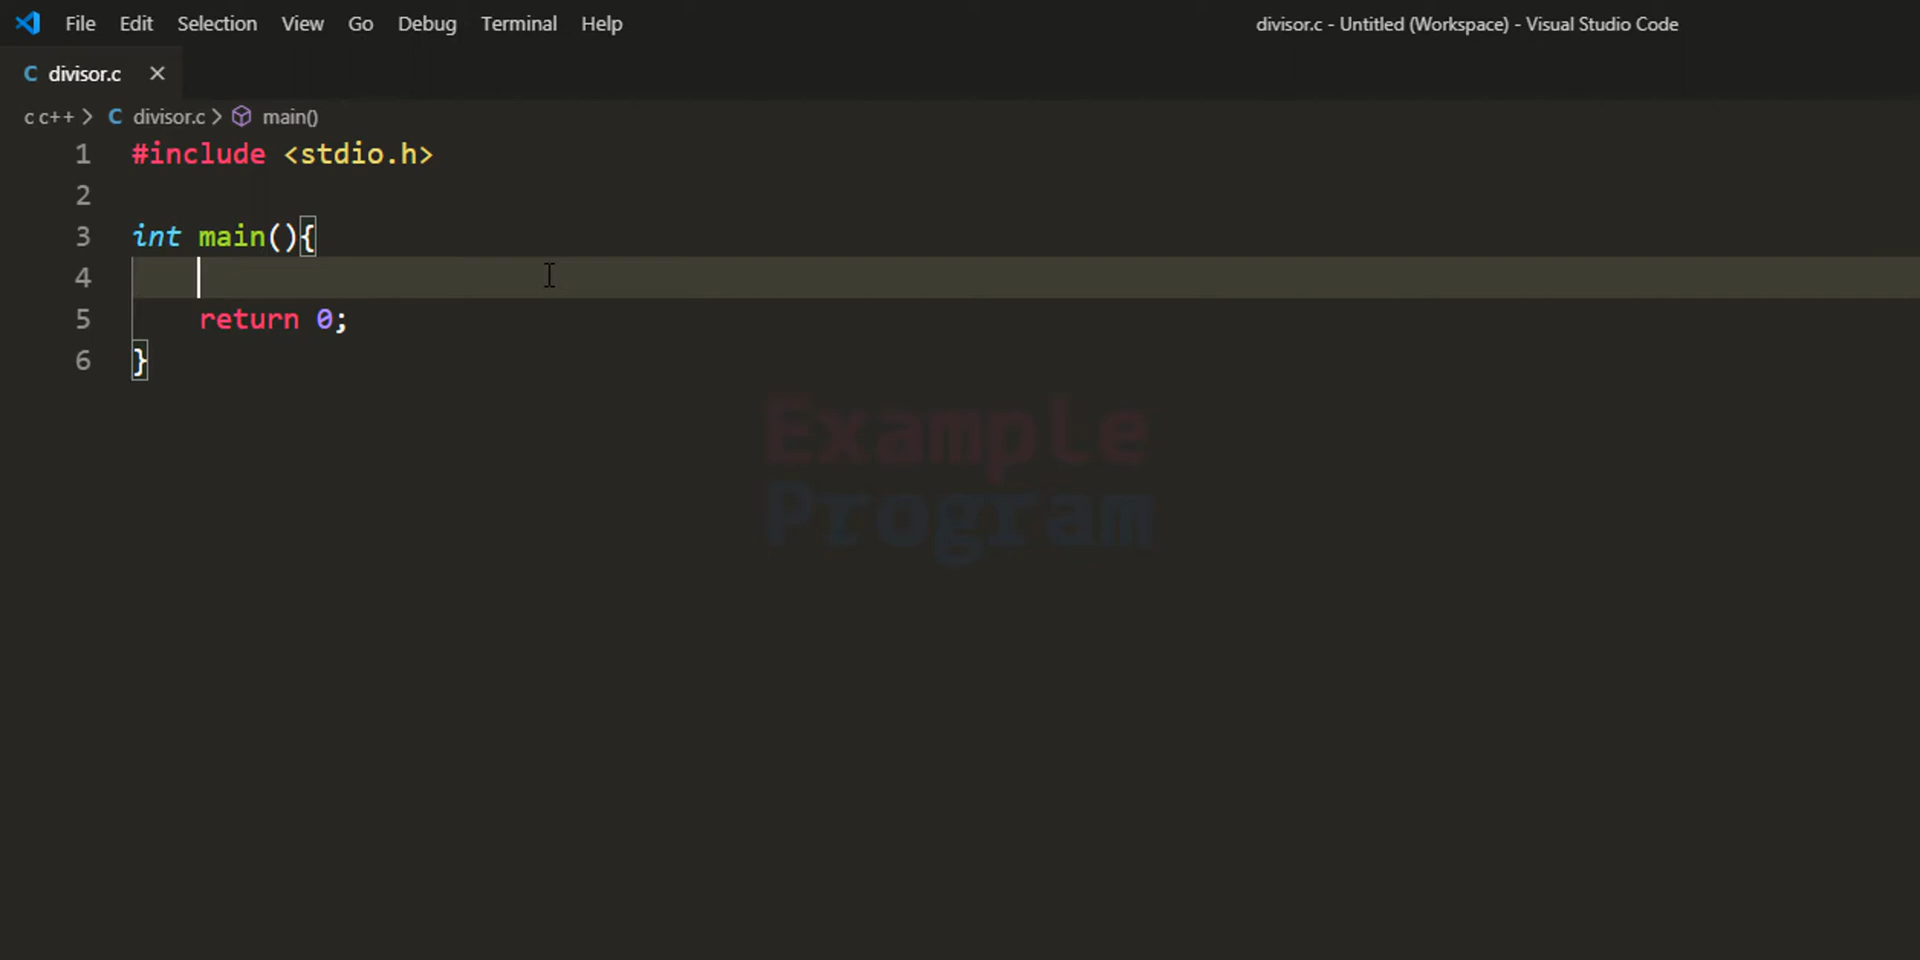 File Edit Selection View Go Debug Terminal Help divisor.c - Untitled (Workspace) - Visual Studio Code
C divisor.c ×
c c++ > C divisor.c > main()
1 #include <stdio.h>
2
3 int main(){
4
5 return 0;
6 }
Example
Program